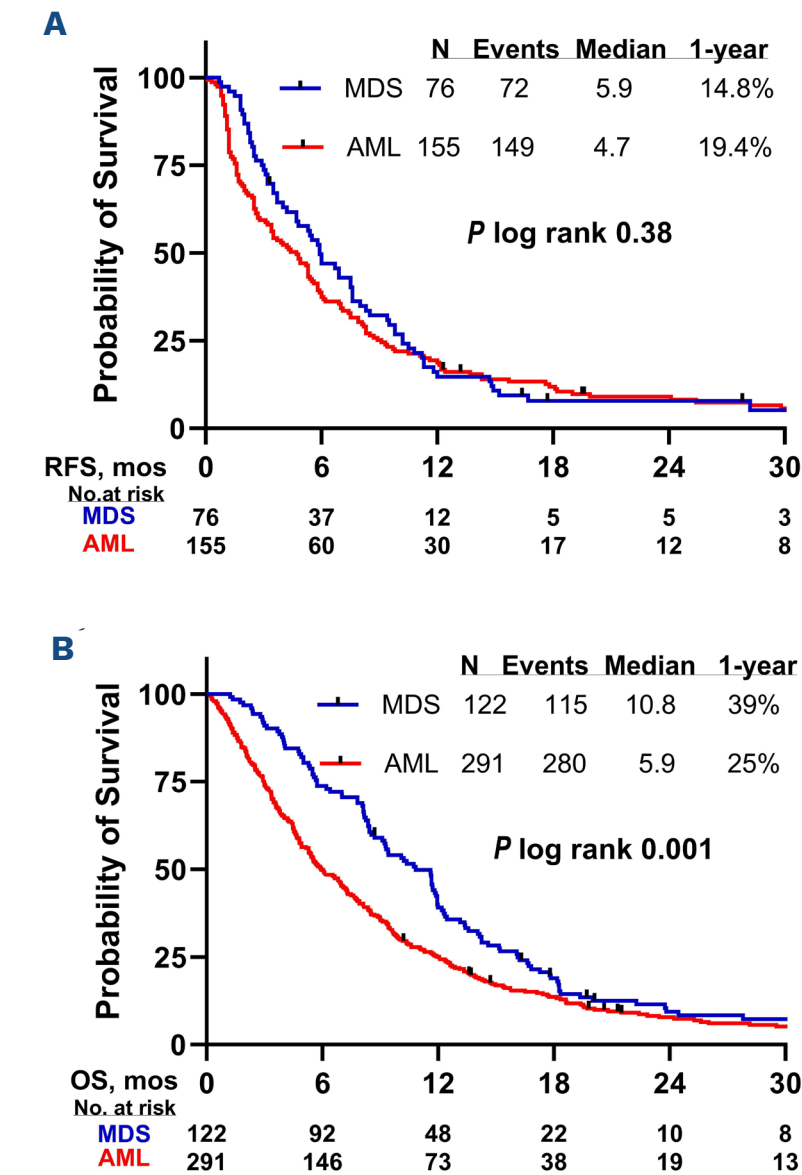 A
N Events Median 1-year
MDS 76 72 5.9 14.8%
AML 155 149 4.7 19.4%
P log rank 0.38
Probability of Survival
100
75
50
25
0
0 6 12 18 24 30
RFS, mos
No.at risk
MDS 76 37 12 5 5 3
AML 155 60 30 17 12 8
B
N Events Median 1-year
MDS 122 115 10.8 39%
AML 291 280 5.9 25%
P log rank 0.001
Probability of Survival
100
75
50
25
0
OS, mos 0 6 12 18 24 30
No. at risk
MDS 122 92 48 22 10 8
AML 291 146 73 38 19 13